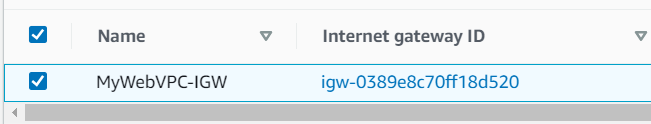 Name Internet gateway ID
MyWebVPC-IGW igw-0389e8c70ff18d520